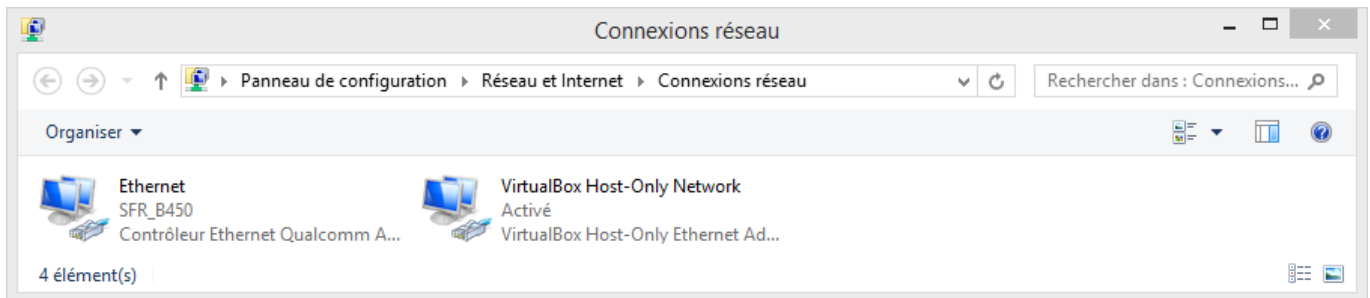 Connexions réseau
Panneau de configuration Réseau et Internet Connexions réseau
Rechercher dans : Connexions...
Organiser
Ethernet
SFR_B450
Contrôleur Ethernet Qualcomm A...
VirtualBox Host-Only Network
Activé
VirtualBox Host-Only Ethernet Ad...
4 élément(s)